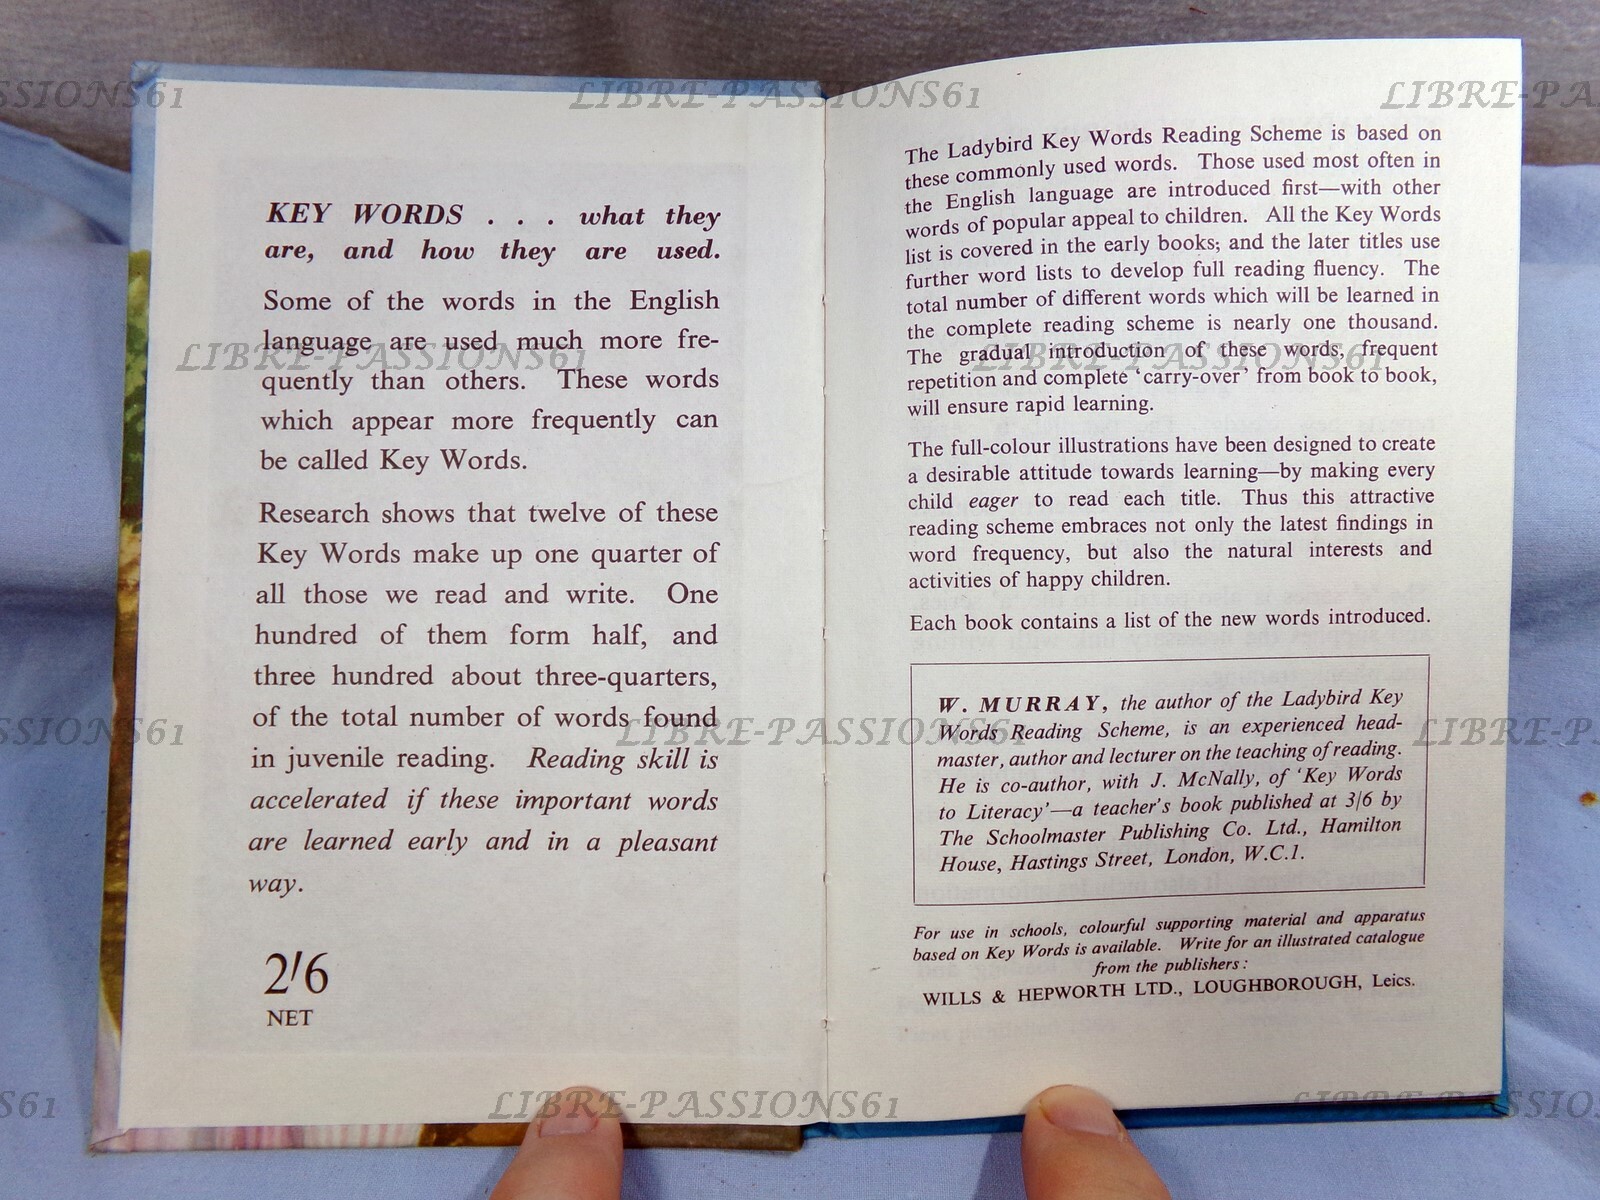 KEY WORDS . . . what they
are, and how they are used.
Some of the words in the English
language are used much more fre-
quently than others. These words
which appear more frequently can
be called Key Words.
Research shows that twelve of these
Key Words make up one quarter of
all those we read and write. One
hundred of them form half, and
three hundred about three-quarters,
of the total number of words found
in juvenile reading. Reading skill is
accelerated if these important words
are learned early and in a pleasant
way.
2/6
NET
The Ladybird Key Words Reading Scheme is based on
these commonly used words. Those used most often in
the English language are introduced first—with other
words of popular appeal to children. All the Key Words
list is covered in the early books; and the later titles use
further word lists to develop full reading fluency. The
total number of different words which will be learned in
the complete reading scheme is nearly one thousand.
The gradual introduction of these words, frequent
repetition and complete ‘carry-over’ from book to book,
will ensure rapid learning.
The full-colour illustrations have been designed to create
a desirable attitude towards learning—by making every
child eager to read each title. Thus this attractive
reading scheme embraces not only the latest findings in
word frequency, but also the natural interests and
activities of happy children.
Each book contains a list of the new words introduced.
W. MURRAY, the author of the Ladybird Key
Words Reading Scheme, is an experienced head-
master, author and lecturer on the teaching of reading.
He is co-author, with J. McNally, of ‘Key Words
to Literacy’—a teacher's book published at 3/6 by
The Schoolmaster Publishing Co. Ltd., Hamilton
House, Hastings Street, London, W.C.1.
For use in schools, colourful supporting material and apparatus
based on Key Words is available. Write for an illustrated catalogue
from the publishers:
WILLS & HEPWORTH LTD., LOUGHBOROUGH, Leics.
SSIONS61 LIBRE-PASSIONS61 LIBRE-PA
LIBRE-PASSIONS61 LIBRE-PASSIONS61
SSIONS61 LIBRE-PASSIONS61 LIBRE-P
S61 LIBRE-PASSIONS61 LIBRE-PASSIO